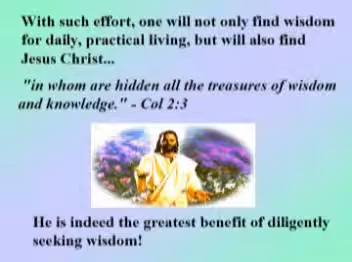 With such effort, one will not only find wisdom
for daily, practical living, but will also find
Jesus Christ...
"in whom are hidden all the treasures of wisdom
and knowledge." - Col 2:3
He is indeed the greatest benefit of diligently
seeking wisdom!